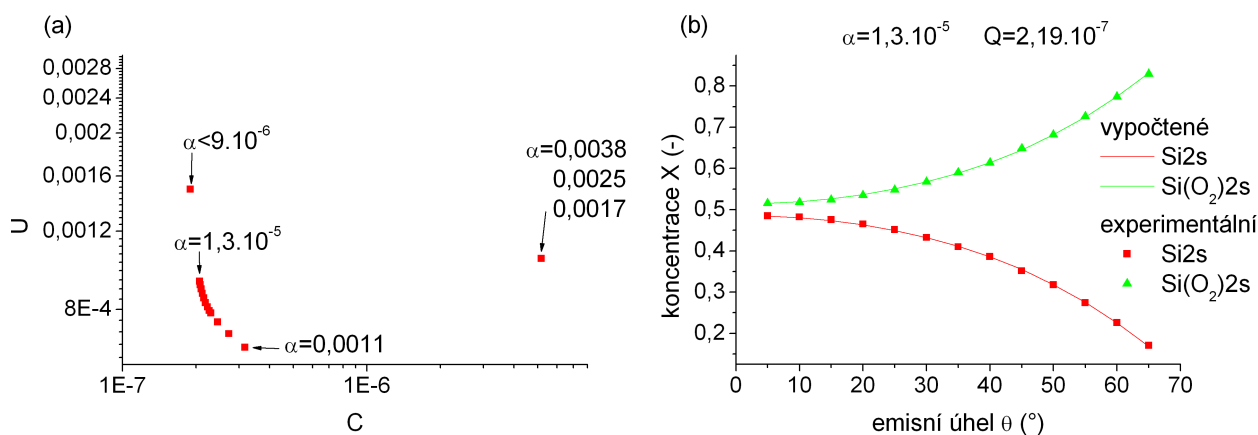 (a)
0,0028
0,0024
0,002
0,0016
0,0012
8E-4
U
α<9.10⁻⁶
α=1,3.10⁻⁵
α=0,0011
α=0,0038
0,0025
0,0017
1E-7
1E-6
C
(b)
α=1,3.10⁻⁵ Q=2,19.10⁻⁷
0,8
0,7
0,6
0,5
0,4
0,3
0,2
koncentrace X (-)
vypočtené
Si2s
Si(O₂)2s
experimentální
Si2s
Si(O₂)2s
0 10 20 30 40 50 60 70
emisní úhel θ (°)